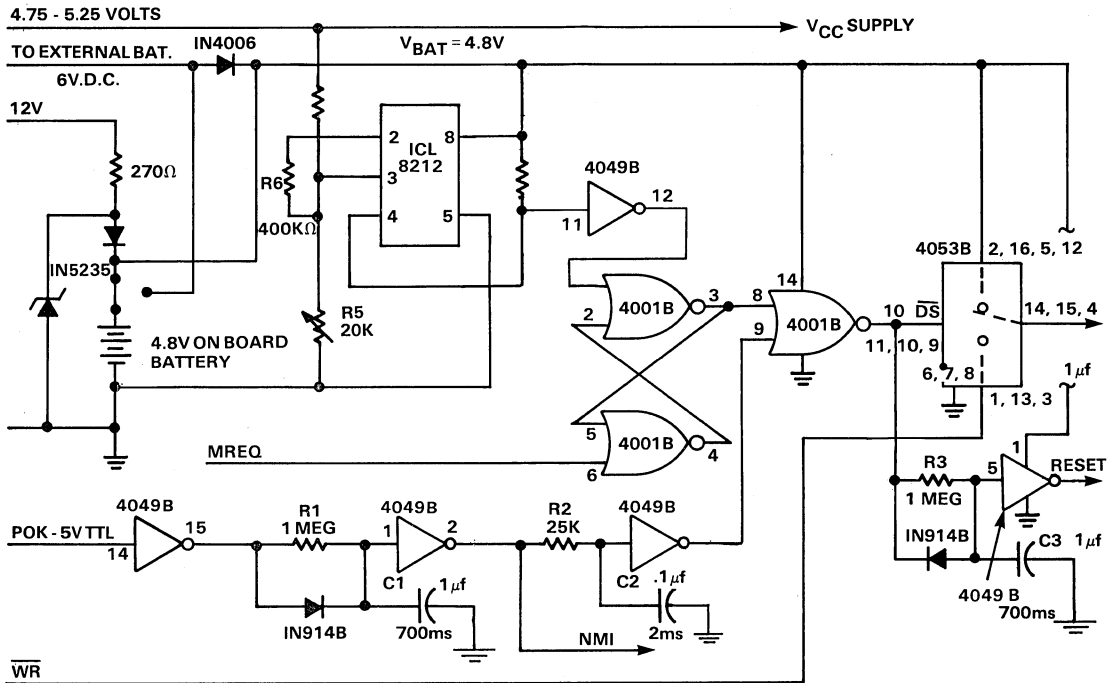 4.75 - 5.25 VOLTS
V_CC SUPPLY
TO EXTERNAL BAT.
IN4006
V_BAT = 4.8V
6V.D.C.
12V
270Ω
2
ICL
8212
8
R6
3
4
5
400KΩ
4049B
12
11
IN5235
R5
20K
4.8V ON BOARD
BATTERY
2
4001B
3
8
9
14
4001B
10
D̅S̅
11, 10, 9
4053B
2, 16, 5, 12
14, 15, 4
6, 7, 8
1, 13, 3
1μf
5
6
4001B
4
MREQ
POK - 5V TTL
14
4049B
15
R1
1 MEG
IN914B
4049B
1
2
C1
1μf
700ms
R2
25K
4049B
C2
.1μf
2ms
NMI
R3
1 MEG
IN914B
5
1
RESET
C3
1μf
4049 B
700ms
W̅R̅